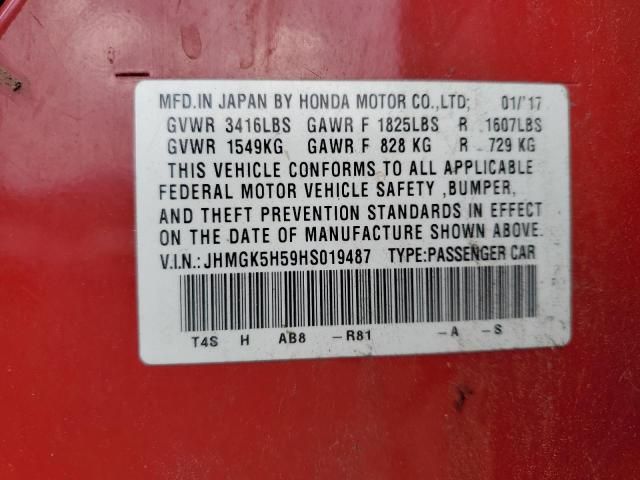 MFD.IN JAPAN BY HONDA MOTOR CO.,LTD; 01/'17
GVWR 3416LBS GAWR F 1825LBS R 1607LBS
GVWR 1549KG GAWR F 828 KG R 729 KG
THIS VEHICLE CONFORMS TO ALL APPLICABLE
FEDERAL MOTOR VEHICLE SAFETY ,BUMPER,
AND THEFT PREVENTION STANDARDS IN EFFECT
ON THE DATE OF MANUFACTURE SHOWN ABOVE.
V.I.N.: JHMGK5H59HS019487 TYPE:PASSENGER CAR
T4S H AB8 –R81 –A –S